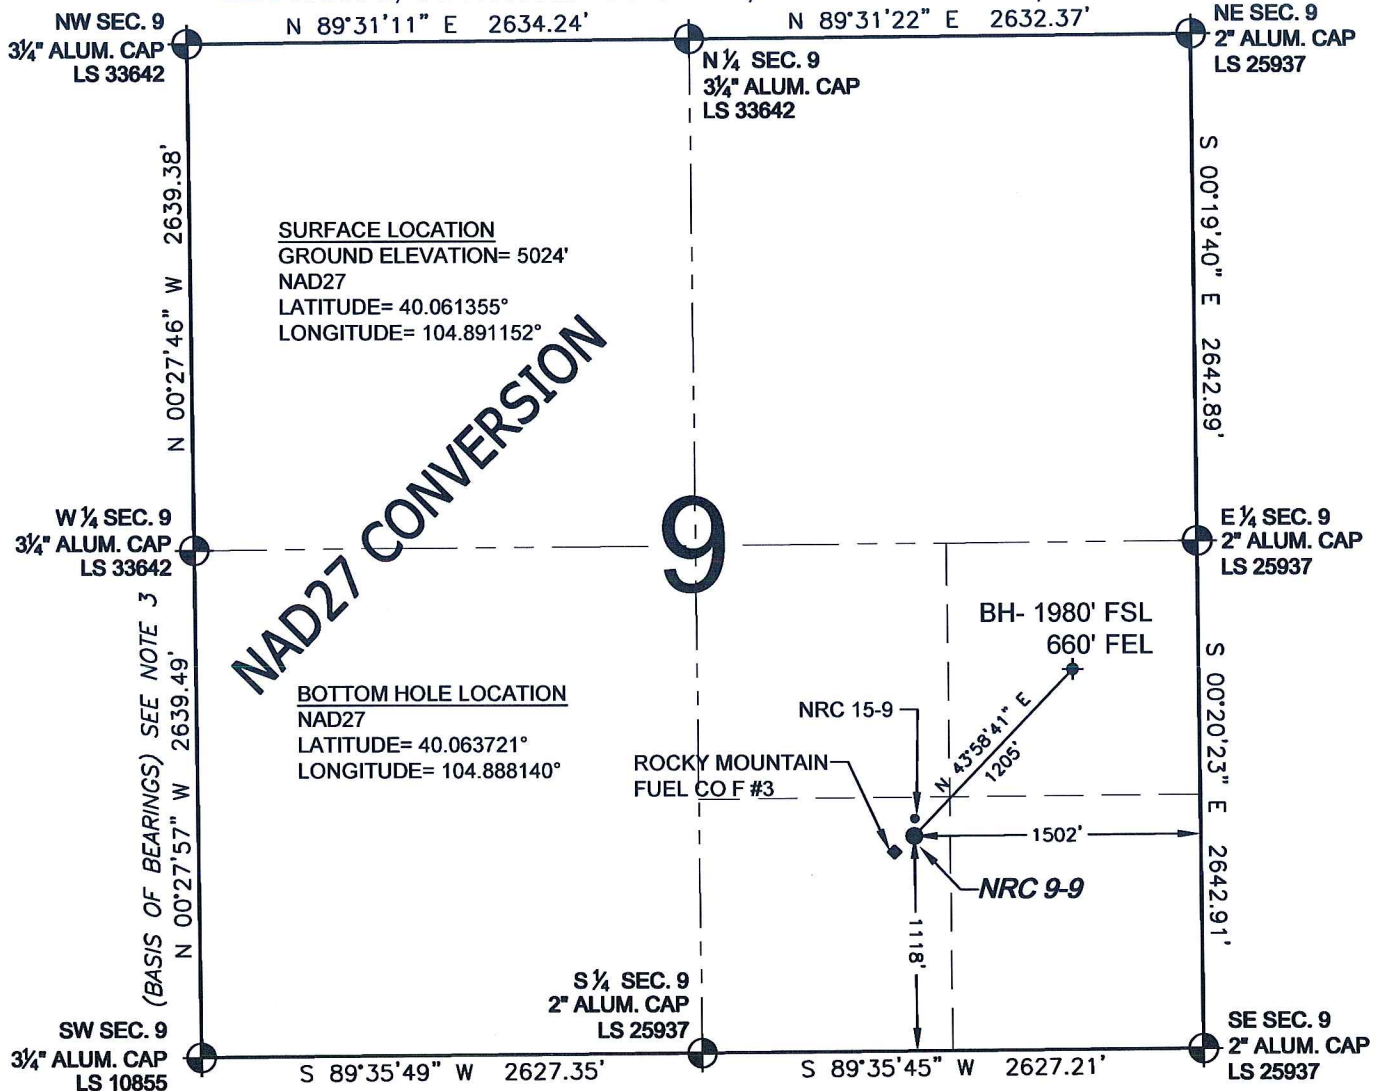 N 89°31'11" E 2634.24'
N 89°31'22" E 2632.37'
NW SEC. 9
3¼" ALUM. CAP
LS 33642
N ¼ SEC. 9
3¼" ALUM. CAP
LS 33642
NE SEC. 9
2" ALUM. CAP
LS 25937
N 00°27'46" W 2639.38'
S 00°19'40" E 2642.89'
SURFACE LOCATION
GROUND ELEVATION= 5024'
NAD27
LATITUDE= 40.061355°
LONGITUDE= 104.891152°
NAD27 CONVERSION
9
W ¼ SEC. 9
3¼" ALUM. CAP
LS 33642
E ¼ SEC. 9
2" ALUM. CAP
LS 25937
BH- 1980' FSL
660' FEL
(BASIS OF BEARINGS) SEE NOTE 3
N 00°27'57" W 2639.49'
S 00°20'23" E 2642.91'
BOTTOM HOLE LOCATION
NAD27
LATITUDE= 40.063721°
LONGITUDE= 104.888140°
NRC 15-9
N 43°58'41" E
1205'
ROCKY MOUNTAIN
FUEL CO F #3
1502'
NRC 9-9
1118'
S ¼ SEC. 9
2" ALUM. CAP
LS 25937
SW SEC. 9
3¼" ALUM. CAP
LS 10855
SE SEC. 9
2" ALUM. CAP
LS 25937
S 89°35'49" W 2627.35'
S 89°35'45" W 2627.21'